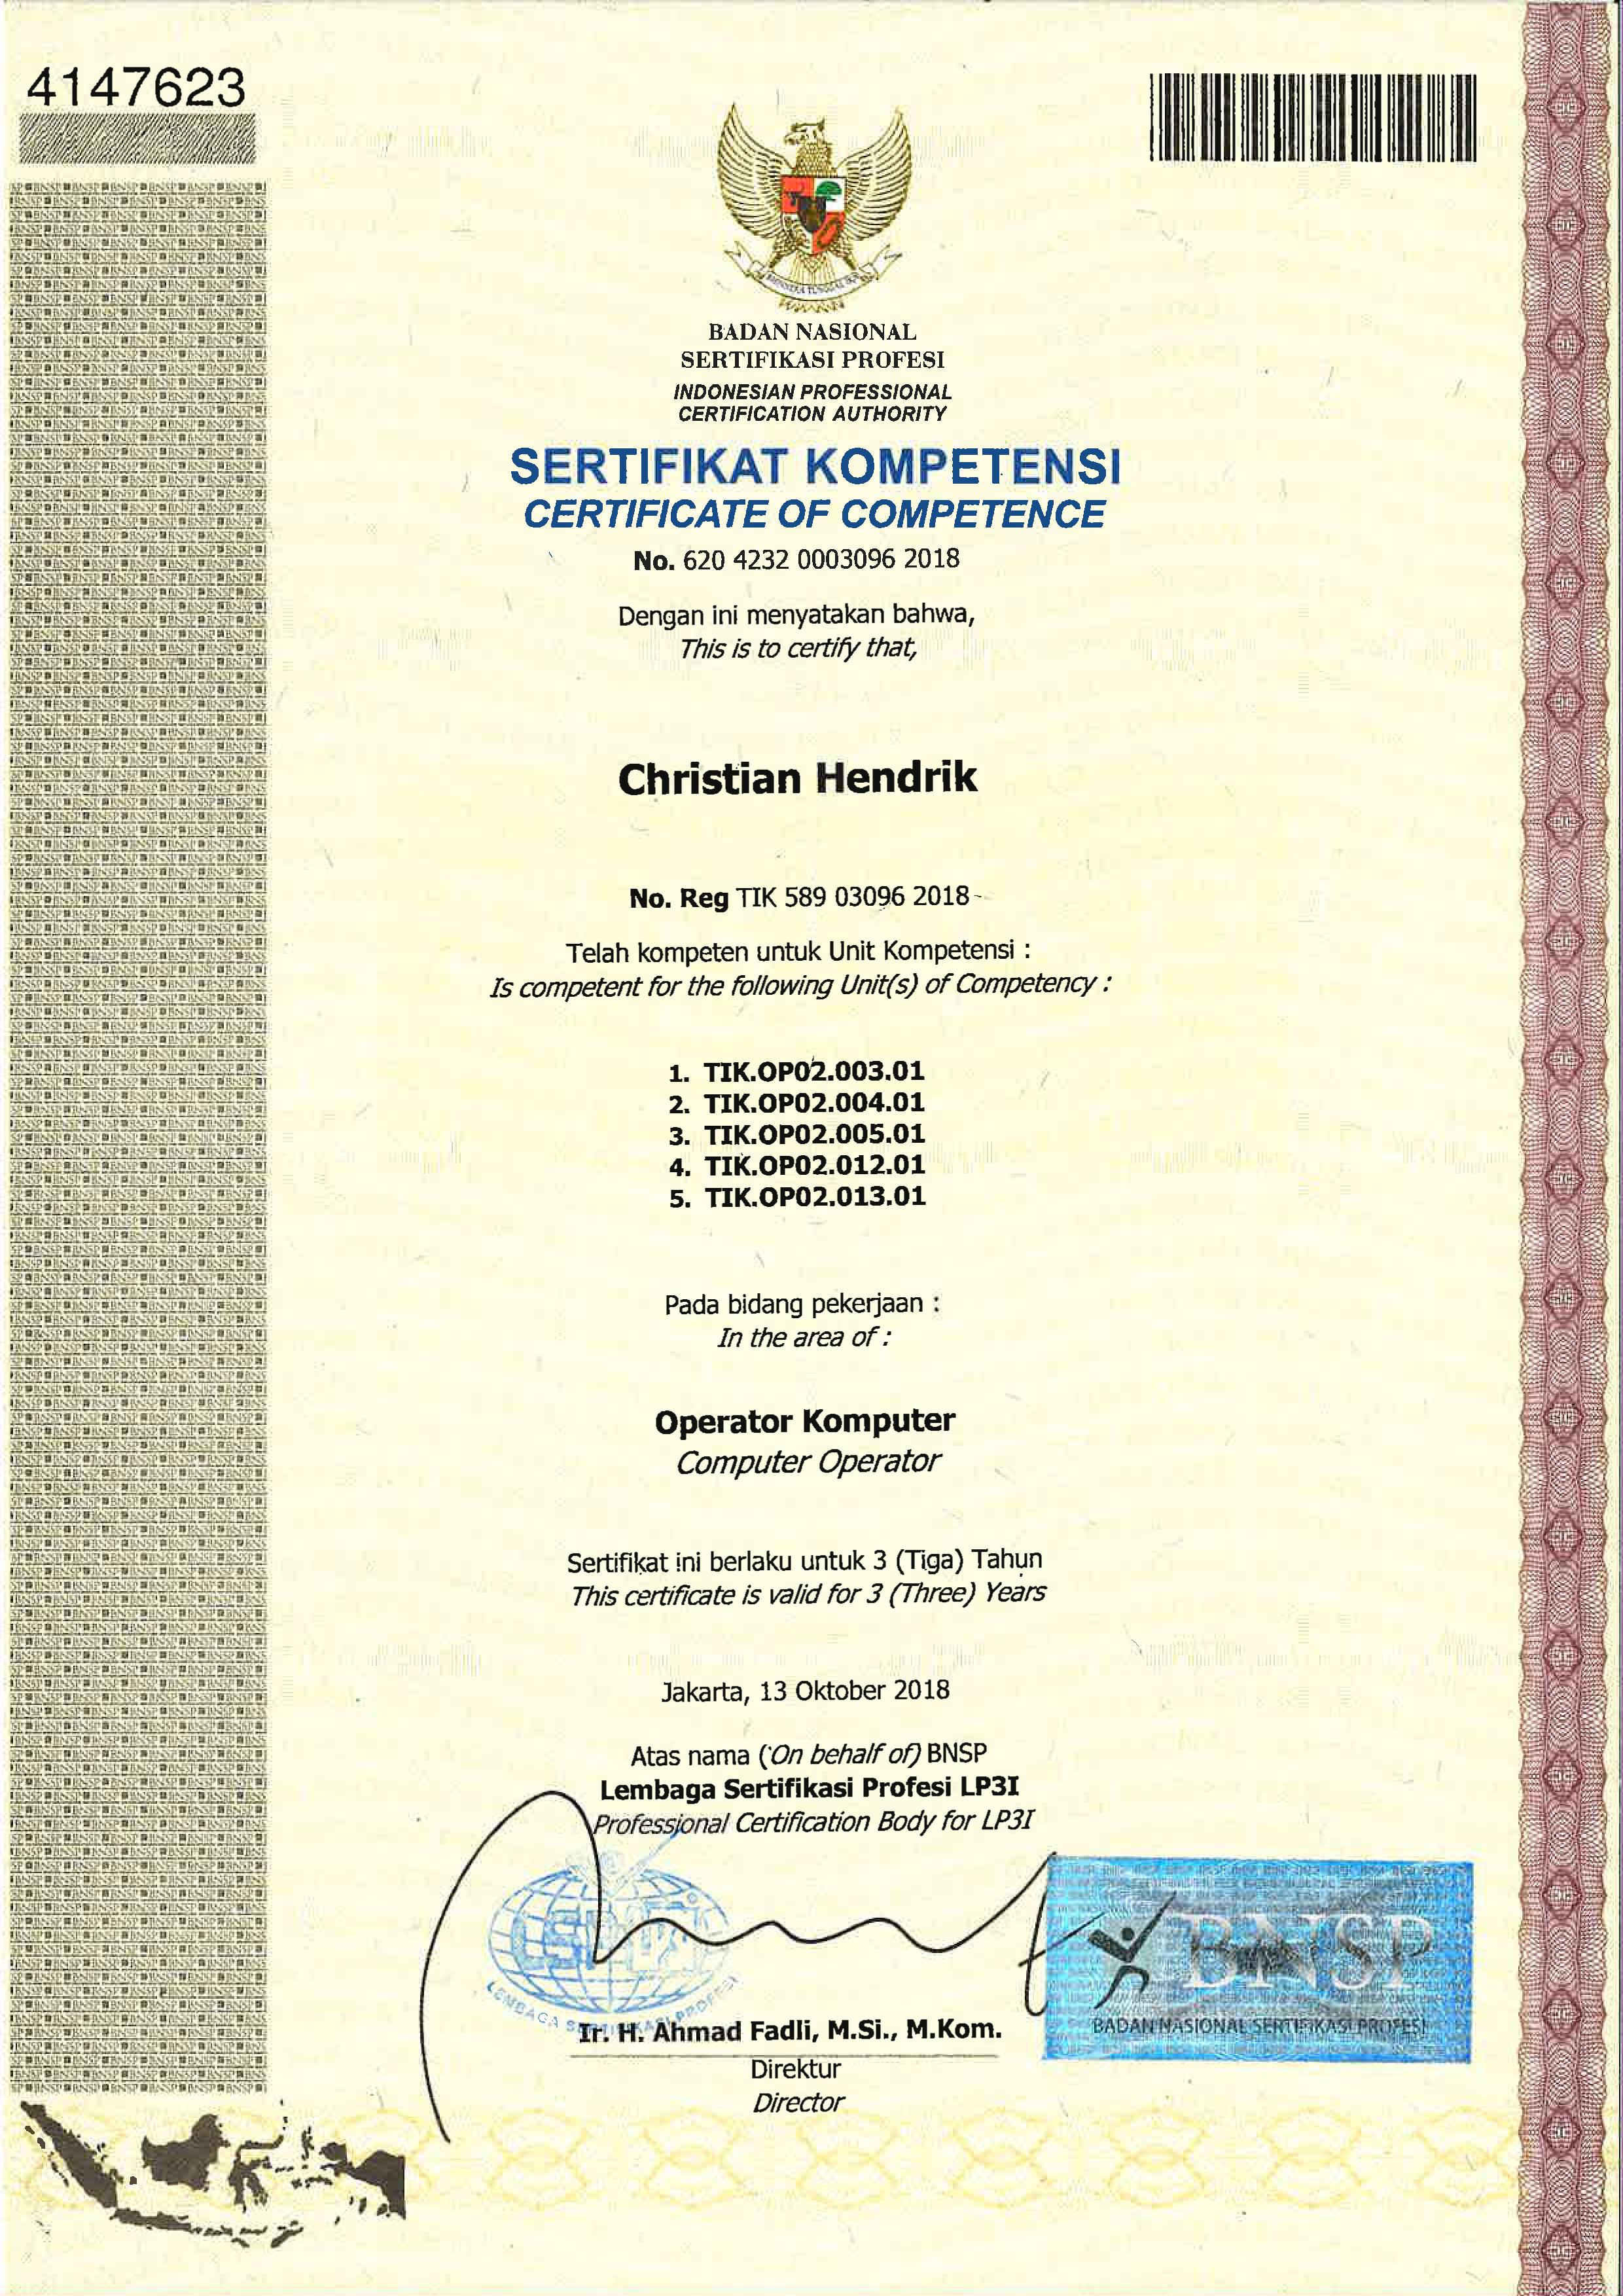 4147623
BADAN NASIONAL
SERTIFIKASI PROFESI
INDONESIAN PROFESSIONAL
CERTIFICATION AUTHORITY
SERTIFIKAT KOMPETENSI
CERTIFICATE OF COMPETENCE
No. 620 4232 0003096 2018
Dengan ini menyatakan bahwa,
This is to certify that,
Christian Hendrik
No. Reg TIK 589 03096 2018
Telah kompeten untuk Unit Kompetensi :
Is competent for the following Unit(s) of Competency :
1. TIK.OP02.003.01
2. TIK.OP02.004.01
3. TIK.OP02.005.01
4. TIK.OP02.012.01
5. TIK.OP02.013.01
Pada bidang pekerjaan :
In the area of :
Operator Komputer
Computer Operator
Sertifikat ini berlaku untuk 3 (Tiga) Tahun
This certificate is valid for 3 (Three) Years
Jakarta, 13 Oktober 2018
Atas nama (On behalf of) BNSP
Lembaga Sertifikasi Profesi LP3I
Professional Certification Body for LP3I
LEMBAGA SERTIFIKASI PROFESI
BNSP
BADAN NASIONAL SERTIFIKASI PROFESI
Ir. H. Ahmad Fadli, M.Si., M.Kom.
Direktur
Director